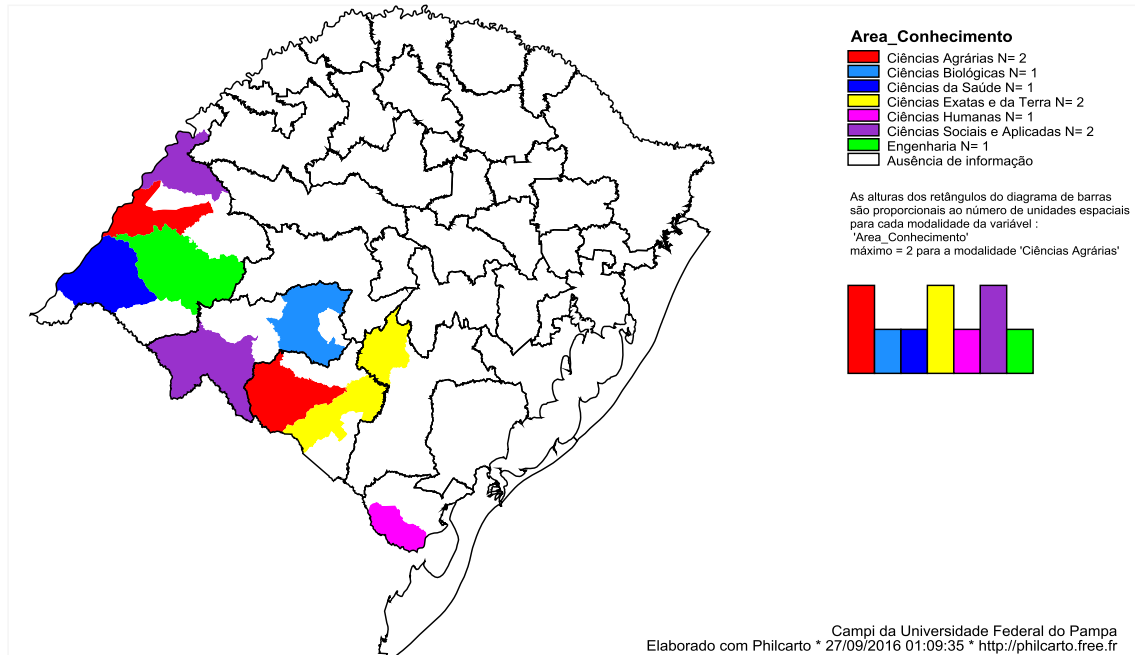 Area_Conhecimento
Ciências Agrárias N= 2
Ciências Biológicas N= 1
Ciências da Saúde N= 1
Ciências Exatas e da Terra N= 2
Ciências Humanas N= 1
Ciências Sociais e Aplicadas N= 2
Engenharia N= 1
Ausência de informação
As alturas dos retângulos do diagrama de barras
são proporcionais ao número de unidades espaciais
para cada modalidade da variável :
'Area_Conhecimento'
máximo = 2 para a modalidade 'Ciências Agrárias'
Campi da Universidade Federal do Pampa
Elaborado com Philcarto * 27/09/2016 01:09:35 * http://philcarto.free.fr